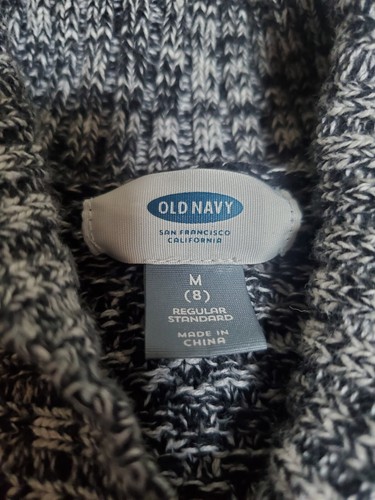 OLD NAVY
SAN FRANCISCO
CALIFORNIA
M
(8)
REGULAR
STANDARD
MADE IN
CHINA